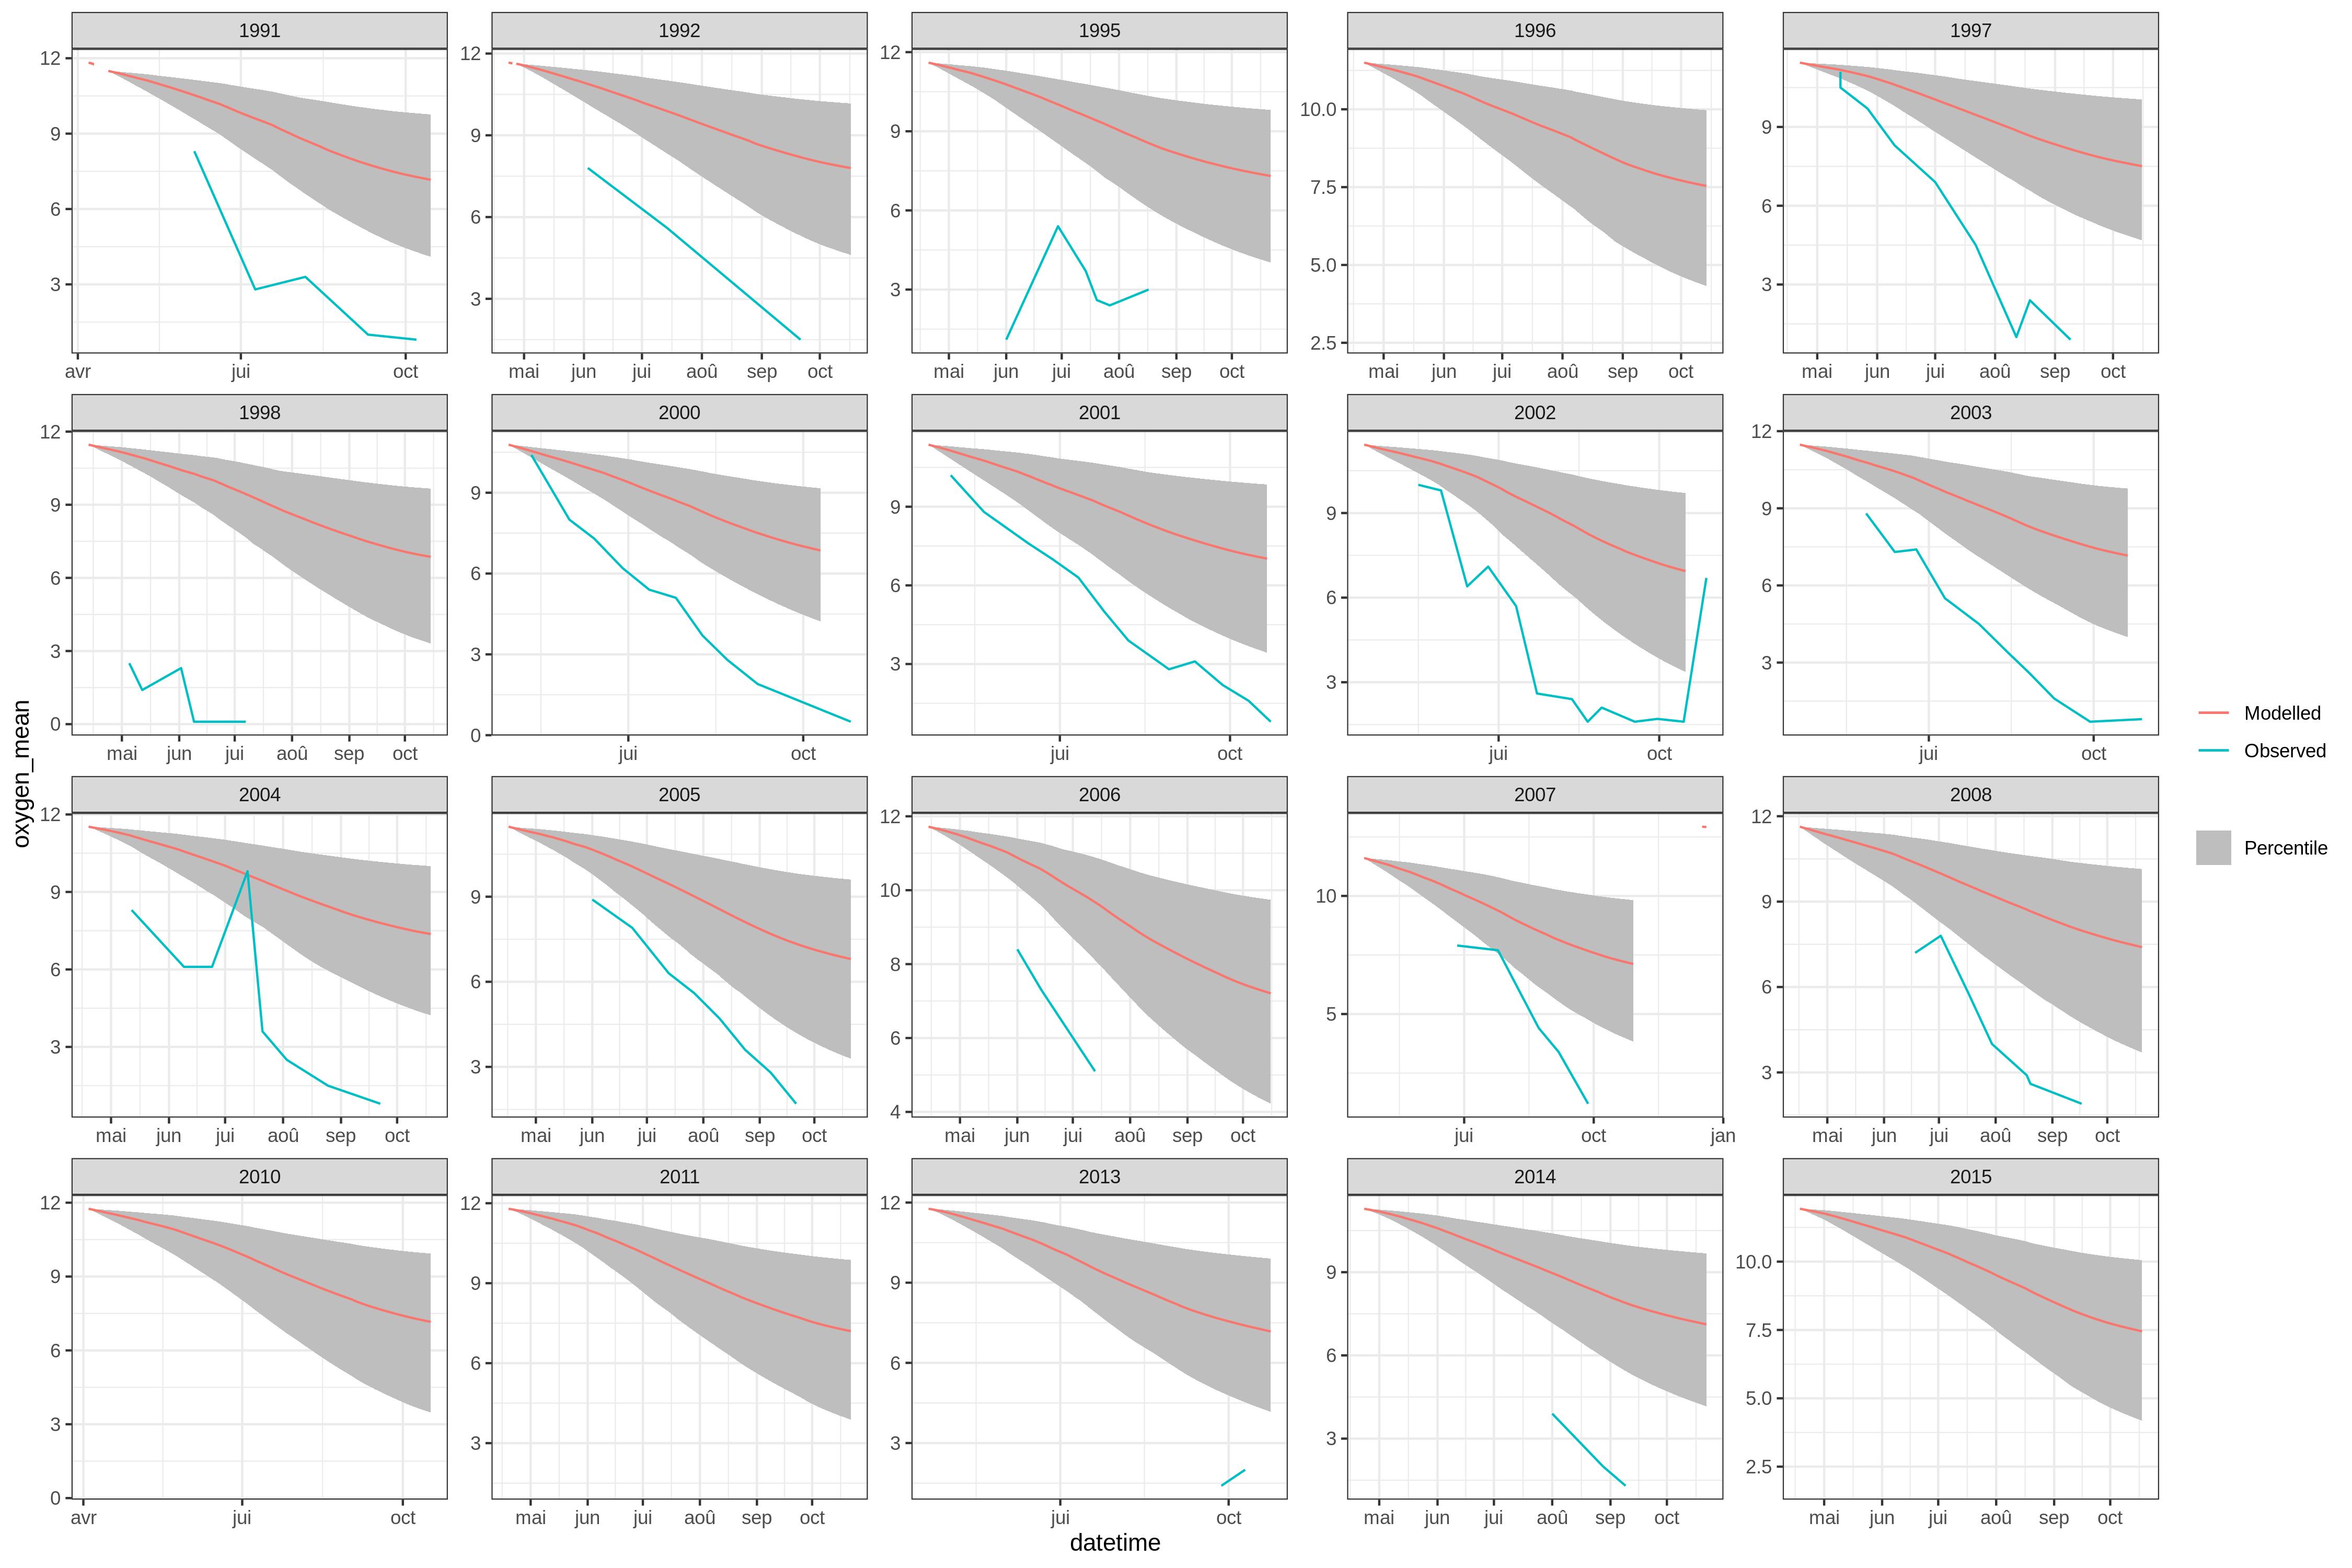 1991 1992 1995 1996 1997
12 9 6 3
avr jui oct
12 9 6 3
mai jun jui aoû sep oct
12 9 6 3
mai jun jui aoû sep oct
10.0 7.5 5.0 2.5
mai jun jui aoû sep oct
9 6 3
mai jun jui aoû sep oct
1998 2000 2001 2002 2003
12 9 6 3 0
mai jun jui aoû sep oct
9 6 3 0
jui oct
9 6 3
jui oct
9 6 3
jui oct
12 9 6 3
jui oct
2004 2005 2006 2007 2008
12 9 6 3
mai jun jui aoû sep oct
9 6 3
mai jun jui aoû sep oct
12 10 8 6 4
mai jun jui aoû sep oct
10 5
jui oct jan
12 9 6 3
mai jun jui aoû sep oct
2010 2011 2013 2014 2015
12 9 6 3 0
avr jui oct
12 9 6 3
mai jun jui aoû sep oct
12 9 6 3
jui oct
9 6 3
mai jun jui aoû sep oct
10.0 7.5 5.0 2.5
mai jun jui aoû sep oct
oxygen_mean
datetime
Modelled
Observed
Percentile